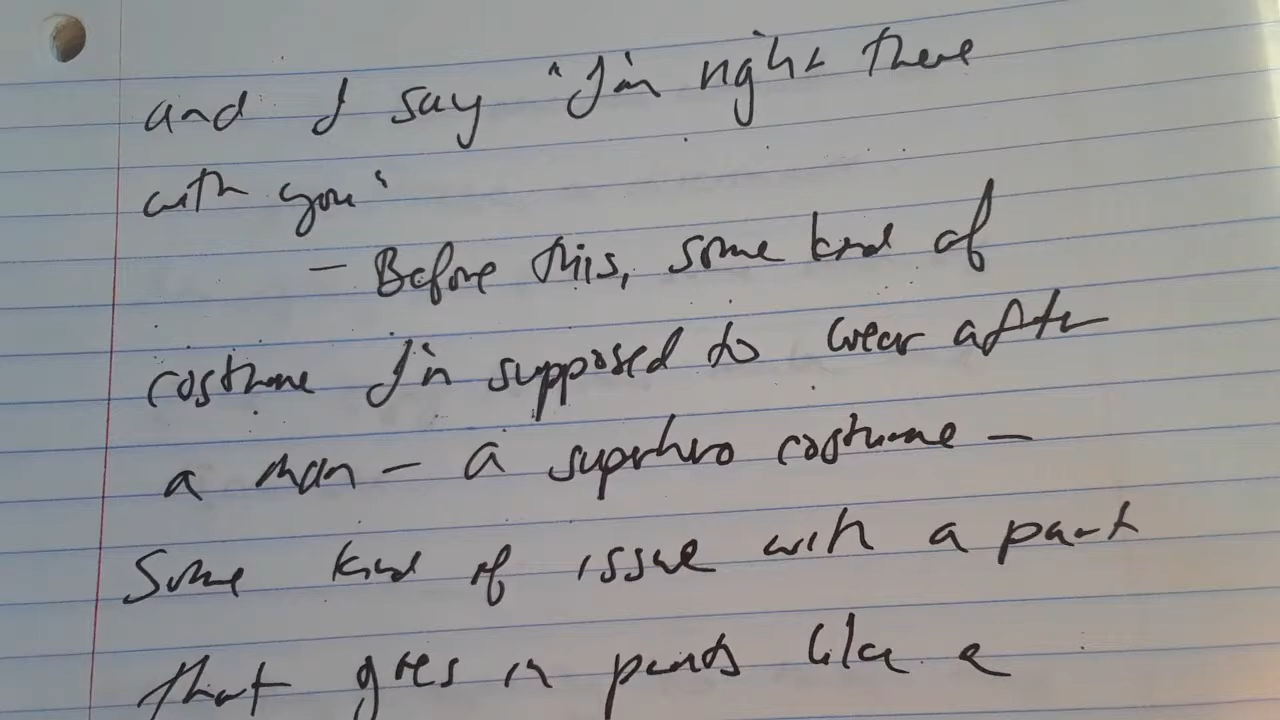 and I say "I'm right there
with you"
- Before this, some kind of
costume I'm supposed to wear after
a man - a superhero costume -
Some kind of issue with a part
that goes in pants like a